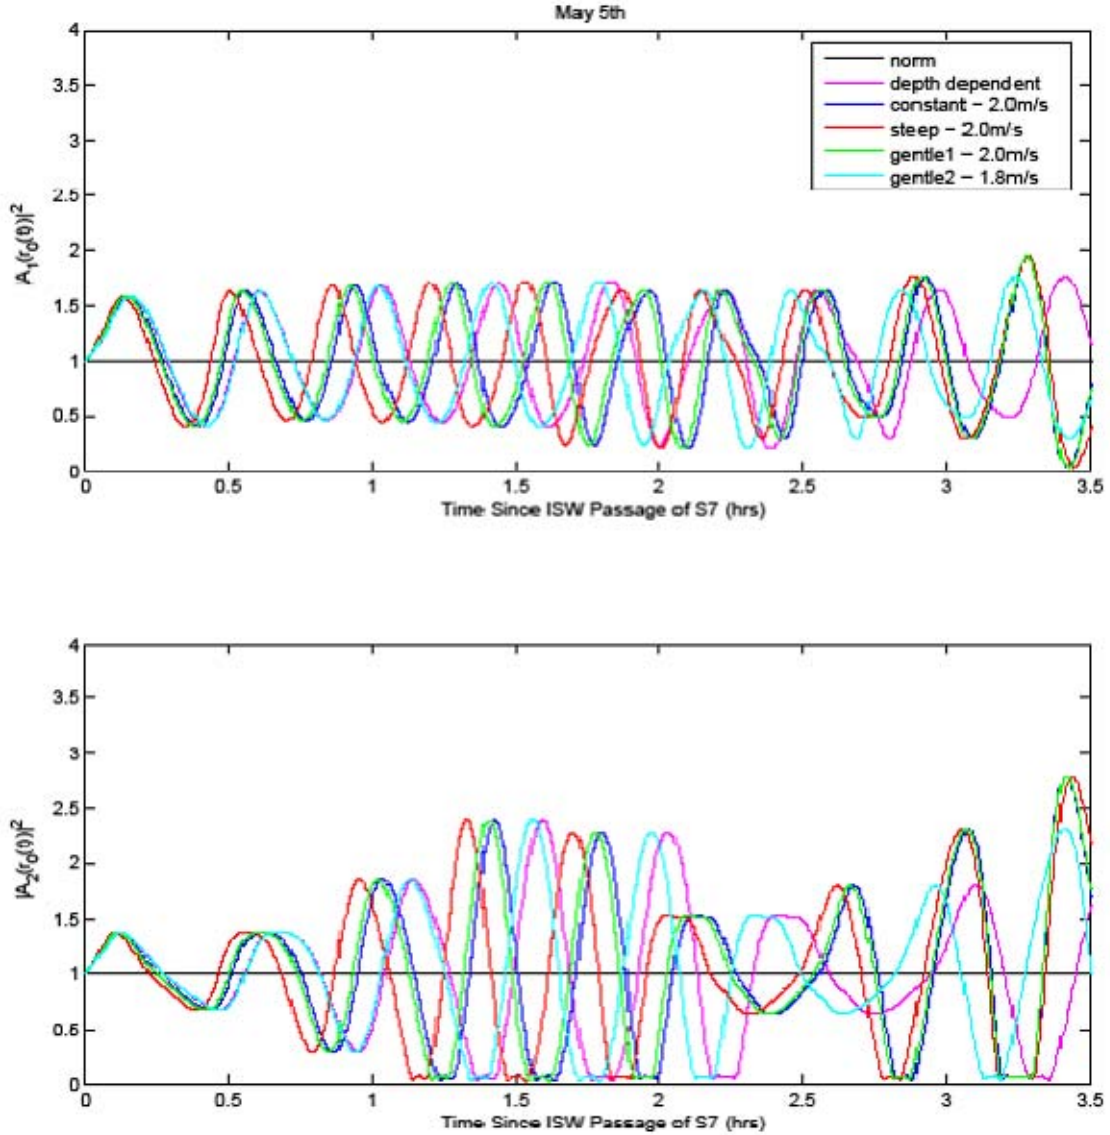 May 5th
4
3.5
3
2.5
2
1.5
1
0.5
0
|A₁(r₀(t))|²
norm
depth dependent
constant – 2.0m/s
steep – 2.0m/s
gentle1 – 2.0m/s
gentle2 – 1.8m/s
0 0.5 1 1.5 2 2.5 3 3.5
Time Since ISW Passage of S7 (hrs)
4
3.5
3
2.5
2
1.5
1
0.5
0
|A₂(r₀(t))|²
0 0.5 1 1.5 2 2.5 3 3.5
Time Since ISW Passage of S7 (hrs)